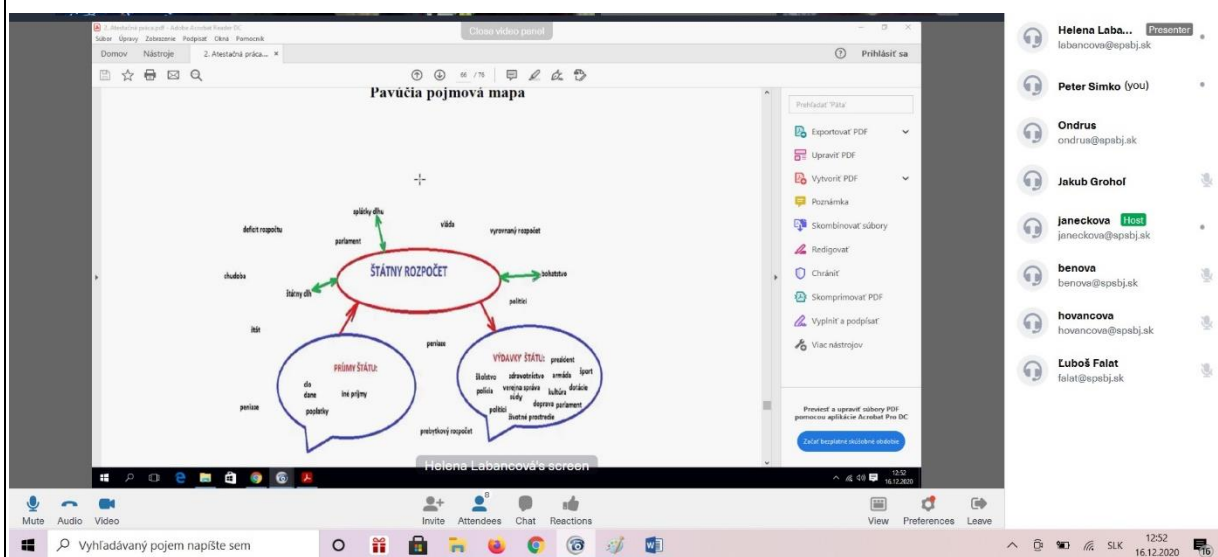 2. Atestačná práca.pdf - Adobe Acrobat Reader DC
Súbor Úpravy Zobrazenie Podpísať Okná Pomocník
Close video panel
Domov Nástroje 2. Atestačná práca... ×
Prihlásiť sa
66 / 78
Pavúčia pojmová mapa
splátky dlhu
deficit rozpočtu
vláda
vyrovnaný rozpočet
parlament
ŠTÁTNY ROZPOČET
chudoba
bohatstvo
štátny dlh
politici
štát
peniaze
PRÍJMY ŠTÁTU:
clo
dane
iné príjmy
poplatky
VÝDAVKY ŠTÁTU: prezident
školstvo zdravotníctvo armáda šport
polícia verejná správa kultúra dotácie
súdy
doprava parlament
politici
životné prostredie
peniaze
prebytkový rozpočet
Helena Labancová's screen
Prehľadať 'Päta'
Exportovať PDF
Upraviť PDF
Vytvoriť PDF
Poznámka
Skombinovať súbory
Redigovať
Chrániť
Skomprimovať PDF
Vyplniť a podpísať
Viac nástrojov
Previesť a upraviť súbory PDF
pomocou aplikácie Acrobat Pro DC
Začať bezplatné skúšobné obdobie
12:52
16.12.2020
Helena Laba... Presenter
labancova@spsbj.sk
Peter Simko (you)
Ondrus
ondrus@spsbj.sk
Jakub Grohoľ
janeckova Host
janeckova@spsbj.sk
benova
benova@spsbj.sk
hovancova
hovancova@spsbj.sk
Ľuboš Falat
falat@spsbj.sk
Mute Audio Video
8
Invite Attendees Chat Reactions
View Preferences Leave
Vyhľadávaný pojem napíšte sem
SLK
12:52
16.12.2020
16